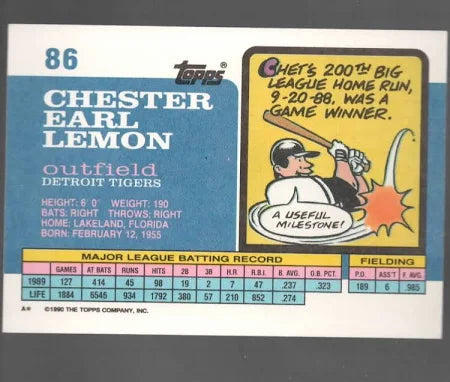 86
topps®
CHESTER
EARL
LEMON
outfield
DETROIT TIGERS
HEIGHT: 6' 0" WEIGHT: 190
BATS: RIGHT THROWS: RIGHT
HOME: LAKELAND, FLORIDA
BORN: FEBRUARY 12, 1955
CHET'S 200TH BIG
LEAGUE HOME RUN,
9-20-88, WAS A
GAME WINNER.
A USEFUL
MILESTONE!
MAJOR LEAGUE BATTING RECORD FIELDING
GAMES AT BATS RUNS HITS 2B 3B H.R. R.B.I. B. AVG. O.B. PCT. P.O. ASS'T F. AVG.
1989 127 414 45 98 19 2 7 47 .237 .323 189 6 .985
LIFE 1884 6546 934 1792 380 57 210 852 .274
A* ©1990 THE TOPPS COMPANY, INC.